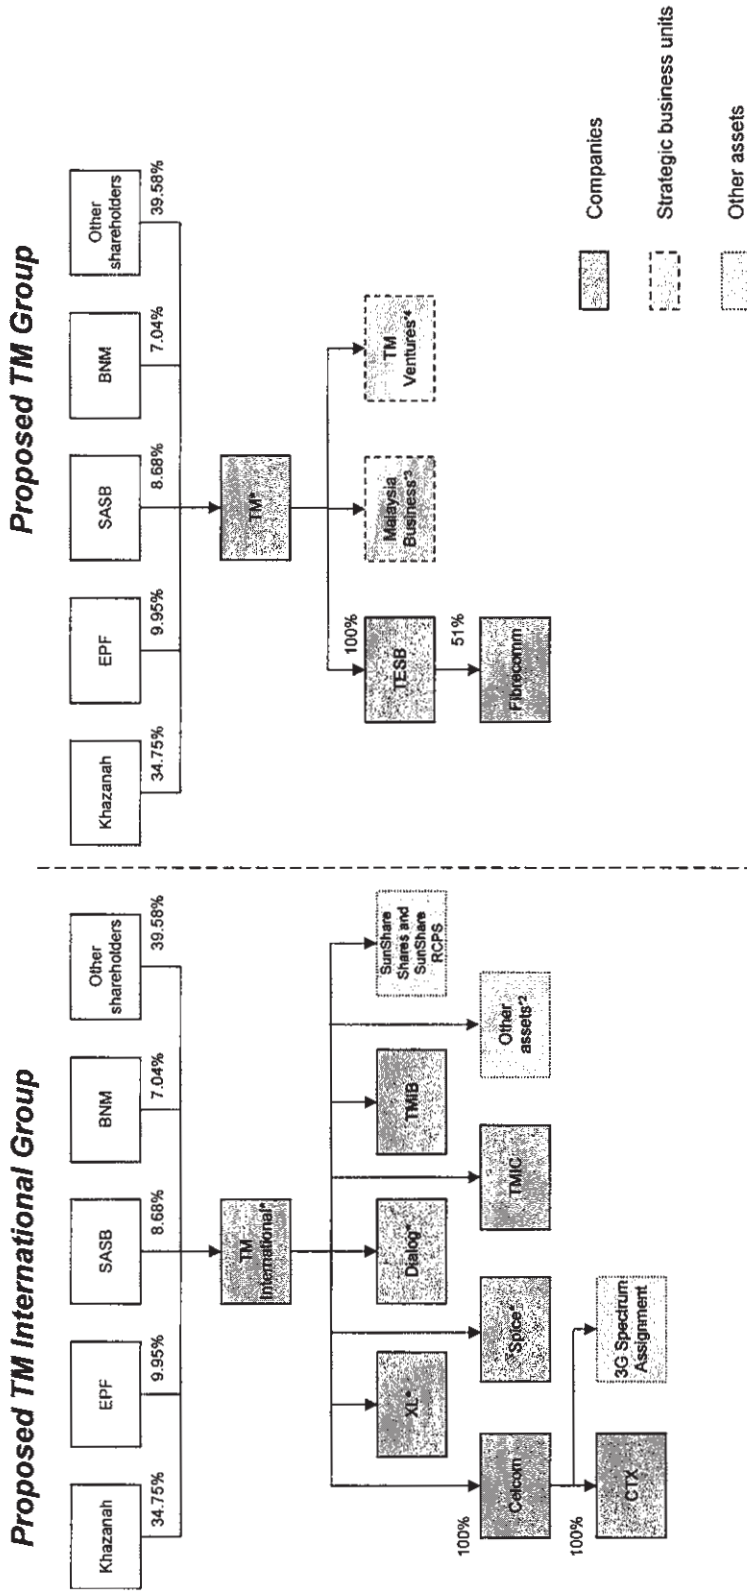 Proposed TM International Group
Khazanah
EPF
SASB
BNM
Other
shareholders
34.75%
9.95%
8.68%
7.04%
39.58%
TM
International*
XL*
Dialog*
TMIB
SunShare
Shares and
SunShare
RCPS
100%
Celcom
Spice*
TMIC
Other
assets*2
100%
CTX
3G Spectrum
Assignment
Proposed TM Group
Khazanah
EPF
SASB
BNM
Other
shareholders
34.75%
9.95%
8.68%
7.04%
39.58%
TM*
100%
TESB
Malaysia
Business*3
TM
Ventures*4
51%
Fibrecomm
Companies
Strategic business units
Other assets